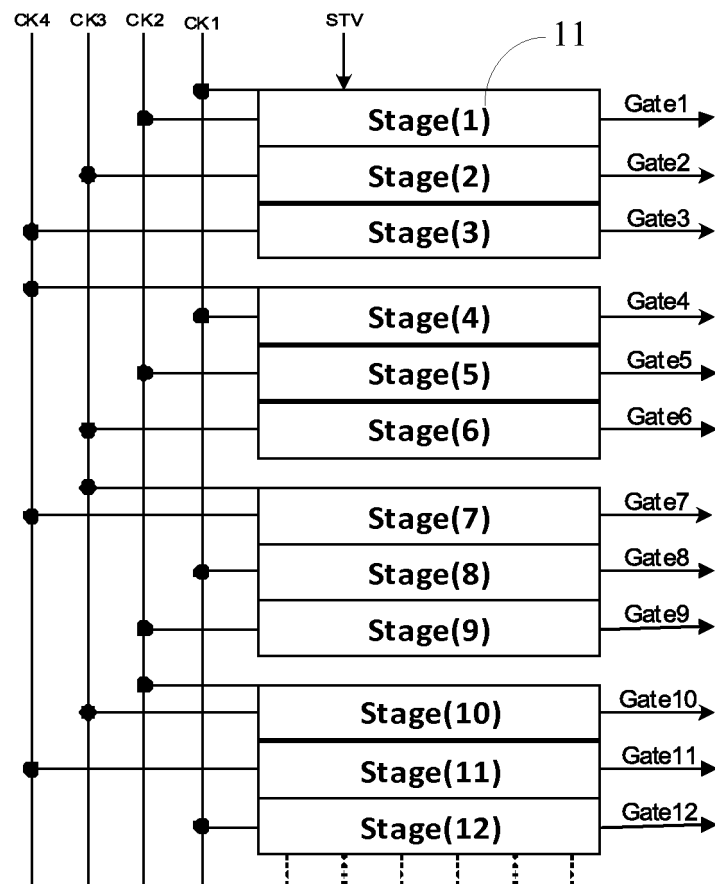 CK4 CK3 CK2 CK1 STV
11
Stage(1) Gate1
Stage(2) Gate2
Stage(3) Gate3
Stage(4) Gate4
Stage(5) Gate5
Stage(6) Gate6
Stage(7) Gate7
Stage(8) Gate8
Stage(9) Gate9
Stage(10) Gate10
Stage(11) Gate11
Stage(12) Gate12